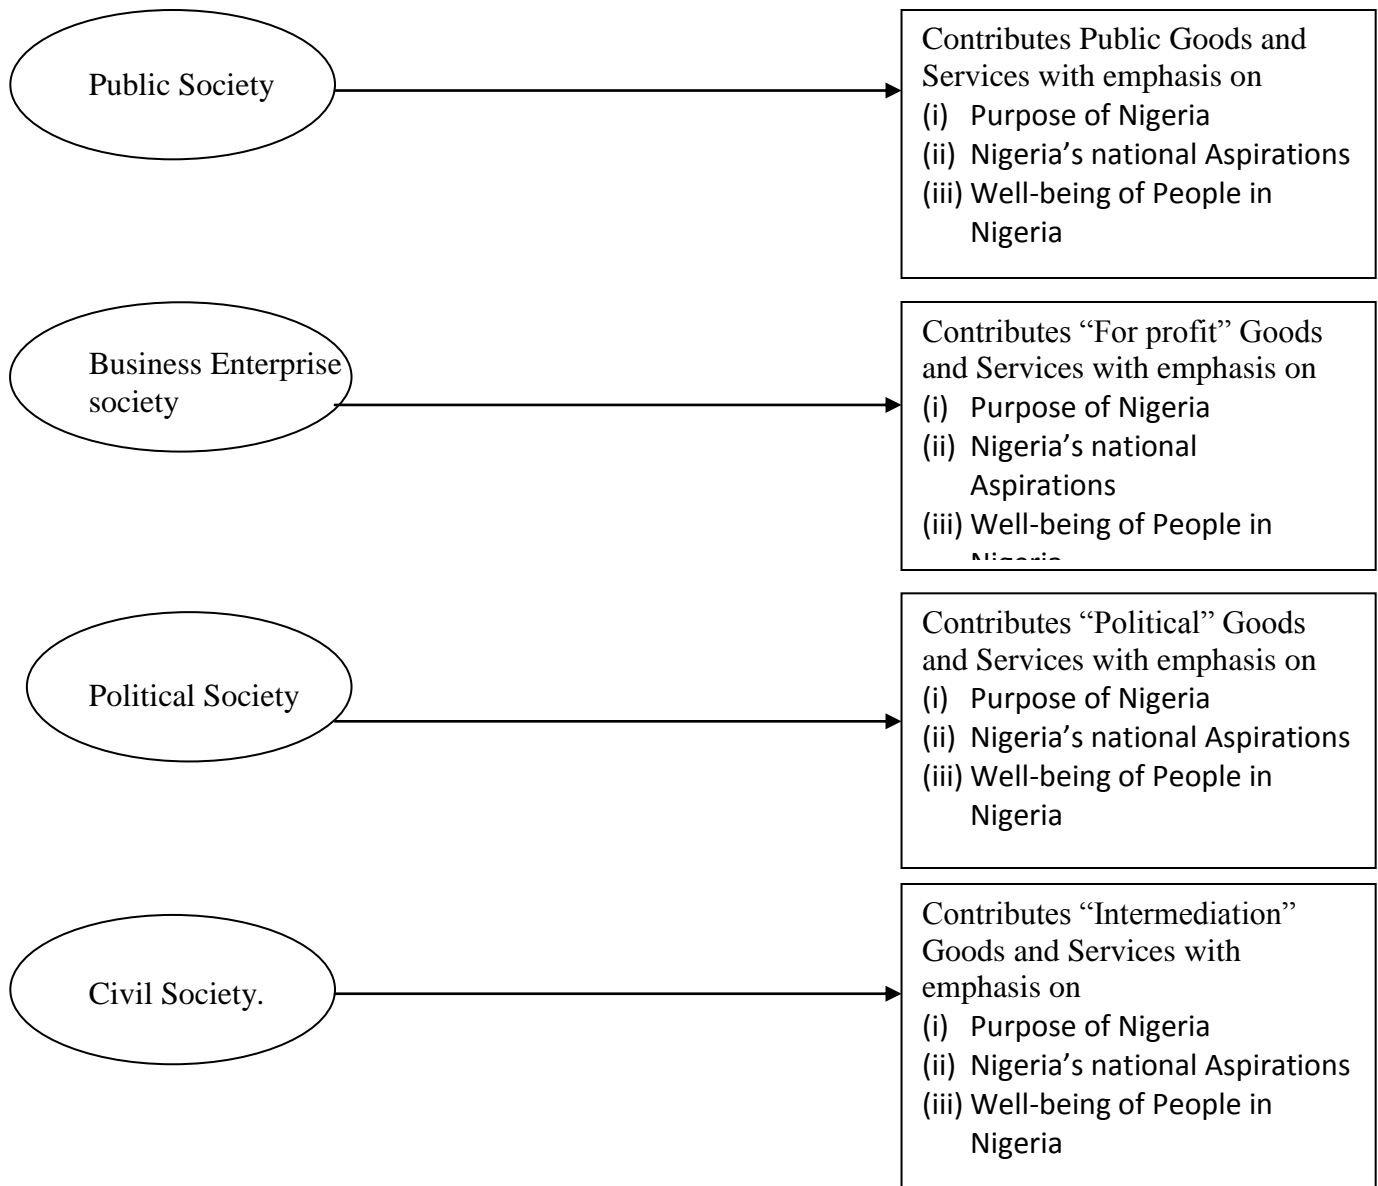 Public Society
Contributes Public Goods and
Services with emphasis on
(i) Purpose of Nigeria
(ii) Nigeria’s national Aspirations
(iii) Well-being of People in
Nigeria
Business Enterprise
society
Contributes “For profit” Goods
and Services with emphasis on
(i) Purpose of Nigeria
(ii) Nigeria’s national
Aspirations
(iii) Well-being of People in
Nigeria
Political Society
Contributes “Political” Goods
and Services with emphasis on
(i) Purpose of Nigeria
(ii) Nigeria’s national Aspirations
(iii) Well-being of People in
Nigeria
Civil Society.
Contributes “Intermediation”
Goods and Services with
emphasis on
(i) Purpose of Nigeria
(ii) Nigeria’s national Aspirations
(iii) Well-being of People in
Nigeria